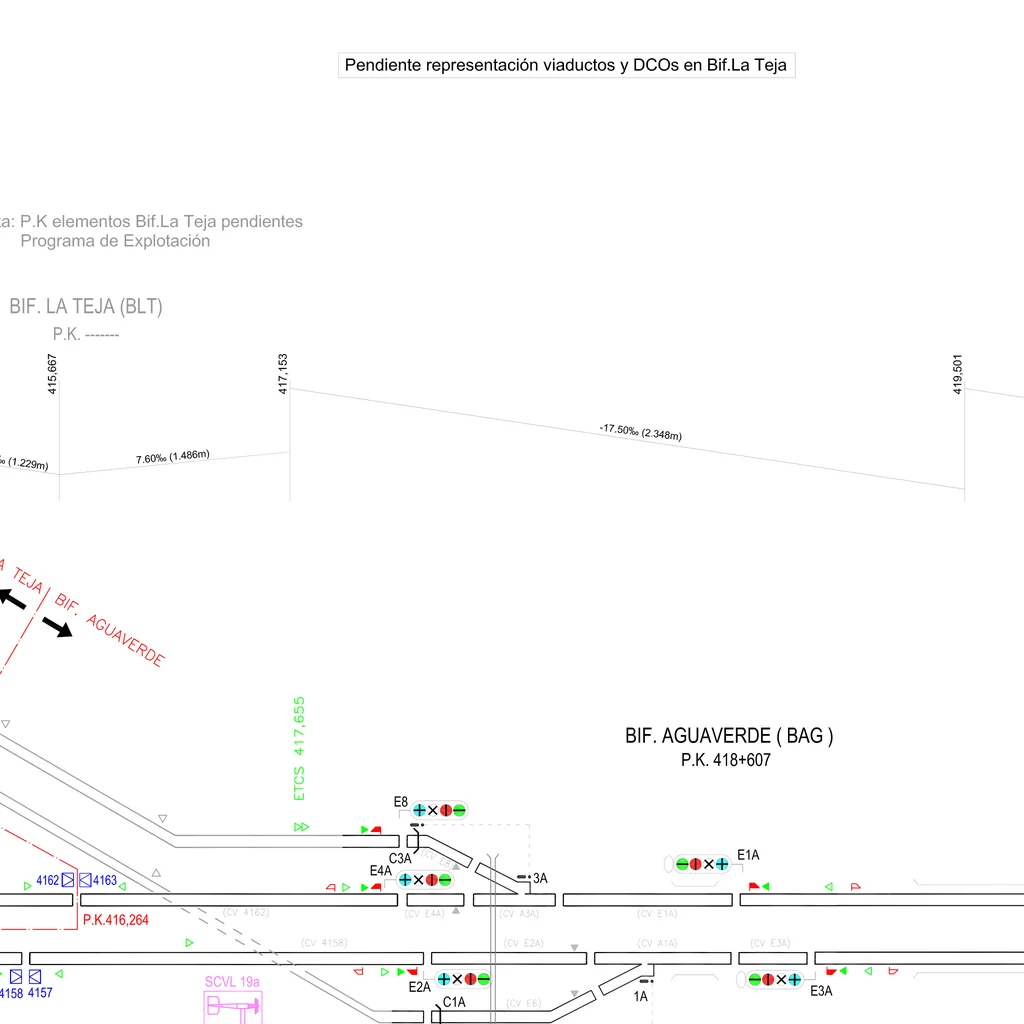 Pendiente representación viaductos y DCOs en Bif.La Teja
ta: P.K elementos Bif.La Teja pendientes
Programa de Explotación
BIF. LA TEJA (BLT)
P.K. -------
415,667
417,153
419,501
‰ (1.229m)
7.60‰ (1.486m)
-17.50‰ (2.348m)
A TEJA
BIF. AGUAVERDE
ETCS 417,655
BIF. AGUAVERDE ( BAG )
P.K. 418+607
E8
C3A
(CV E8)
E4A
3A
E1A
4162
4163
P.K.416,264
(CV 4162)
(CV E4A)
(CV A3A)
(CV E1A)
(CV 4158)
(CV E2A)
(CV A1A)
(CV E3A)
4158
4157
SCVL 19a
E2A
C1A
(CV E6)
1A
E3A